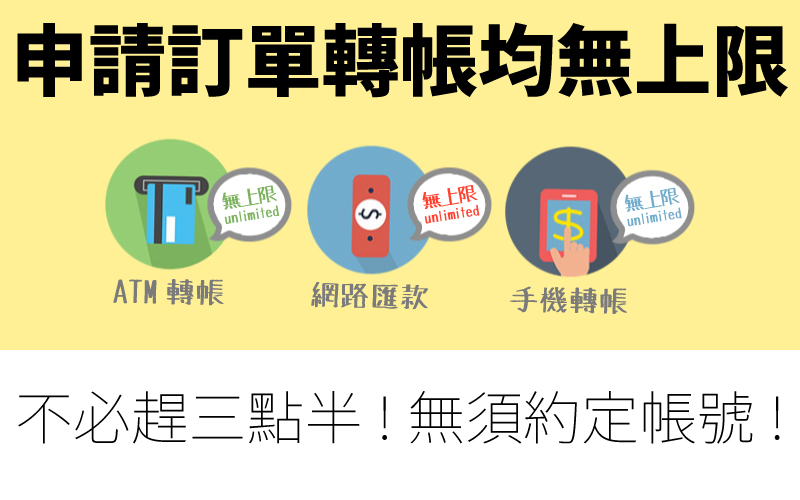 申請訂單轉帳均無上限
無上限
unlimited
無上限
unlimited
無上限
unlimited
ATM 轉帳
網路匯款
手機轉帳
不必趕三點半！無須約定帳號！